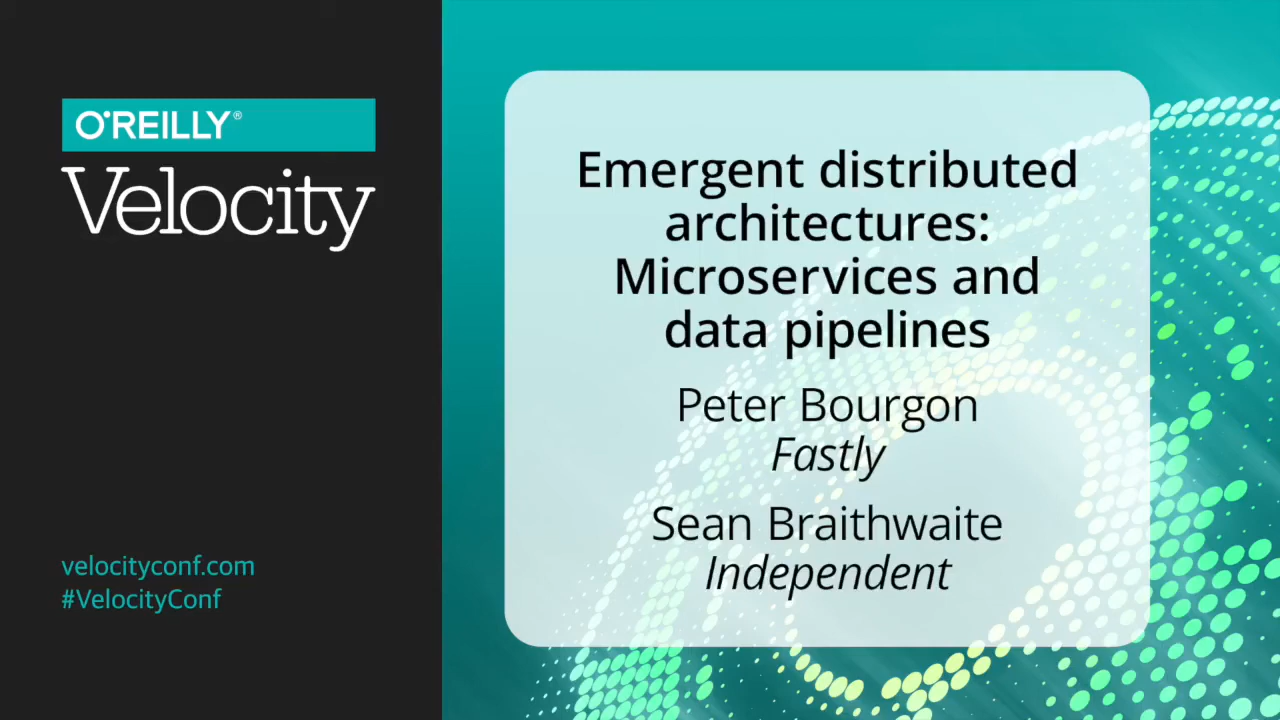 O'REILLY®
Velocity
velocityconf.com
#VelocityConf
Emergent distributed
architectures:
Microservices and
data pipelines
Peter Bourgon
Fastly
Sean Braithwaite
Independent